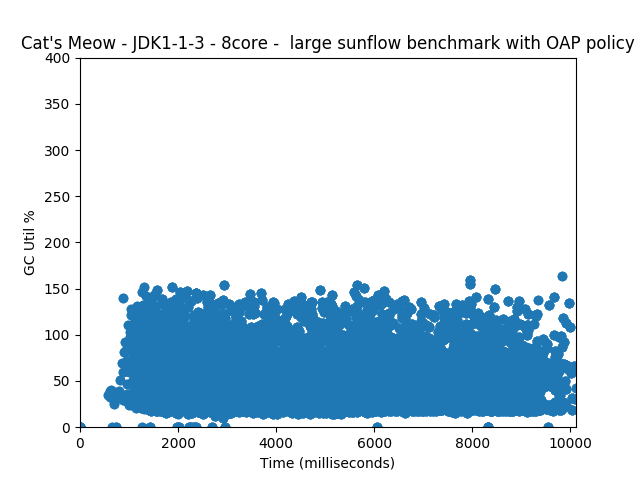 Cat's Meow - JDK1-1-3 - 8core -  large sunflow benchmark with OAP policy
400
350
300
250
200
150
100
50
0
GC Util %
0 2000 4000 6000 8000 10000
Time (milliseconds)